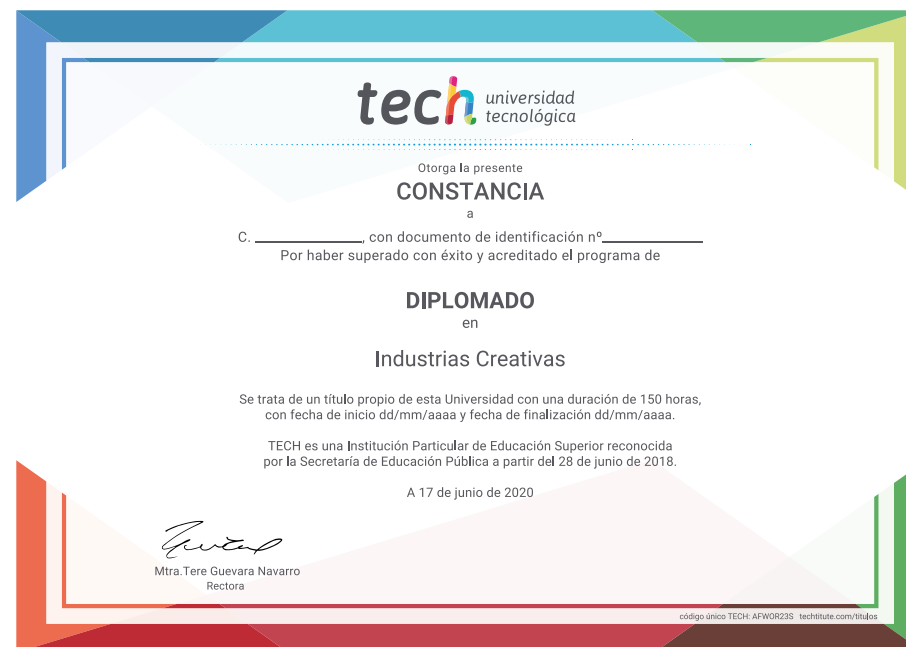 tech universidad
tecnológica
Otorga la presente
CONSTANCIA
a
C. ____________, con documento de identificación nº____________
Por haber superado con éxito y acreditado el programa de
DIPLOMADO
en
Industrias Creativas
Se trata de un título propio de esta Universidad con una duración de 150 horas,
con fecha de inicio dd/mm/aaaa y fecha de finalización dd/mm/aaaa.
TECH es una Institución Particular de Educación Superior reconocida
por la Secretaría de Educación Pública a partir del 28 de junio de 2018.
A 17 de junio de 2020
Mtra.Tere Guevara Navarro
Rectora
código único TECH: AFWOR23S techtitute.com/titulos